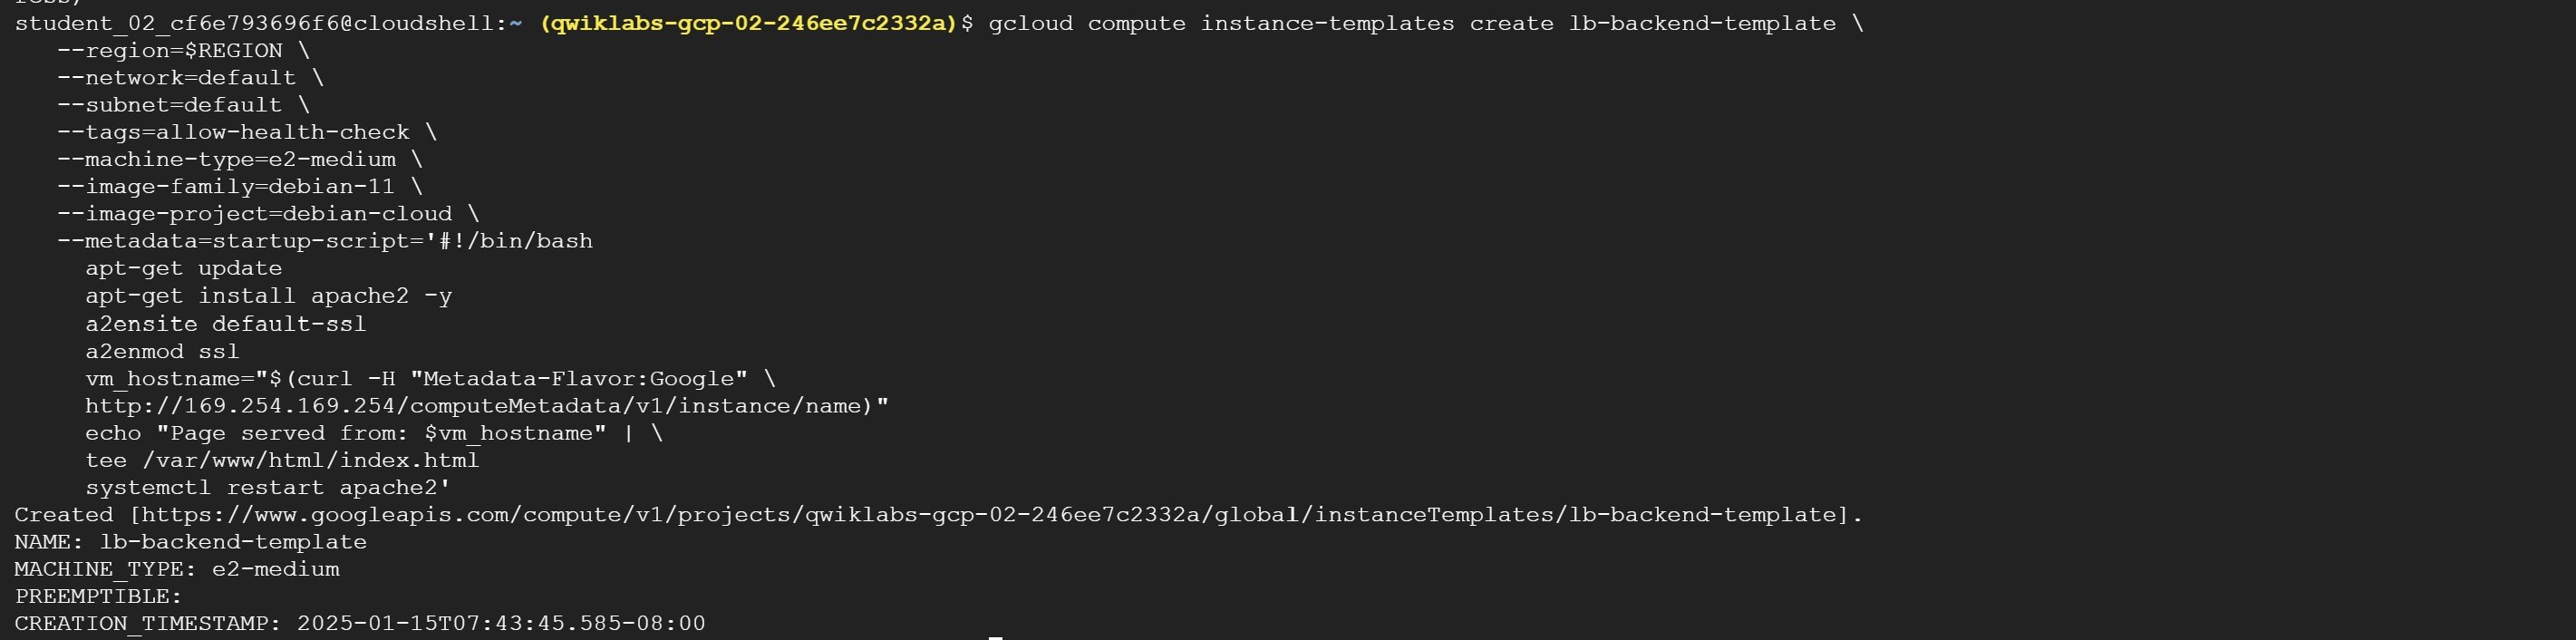 student_02_cf6e793696f6@cloudshell:~ (qwiklabs-gcp-02-246ee7c2332a)$ gcloud compute instance-templates create lb-backend-template \
   --region=$REGION \
   --network=default \
   --subnet=default \
   --tags=allow-health-check \
   --machine-type=e2-medium \
   --image-family=debian-11 \
   --image-project=debian-cloud \
   --metadata=startup-script='#!/bin/bash
     apt-get update
     apt-get install apache2 -y
     a2ensite default-ssl
     a2enmod ssl
     vm_hostname="$(curl -H "Metadata-Flavor:Google" \
     http://169.254.169.254/computeMetadata/v1/instance/name)"
     echo "Page served from: $vm_hostname" | \
     tee /var/www/html/index.html
     systemctl restart apache2'
Created [https://www.googleapis.com/compute/v1/projects/qwiklabs-gcp-02-246ee7c2332a/global/instanceTemplates/lb-backend-template].
NAME: lb-backend-template
MACHINE_TYPE: e2-medium
PREEMPTIBLE:
CREATION_TIMESTAMP: 2025-01-15T07:43:45.585-08:00